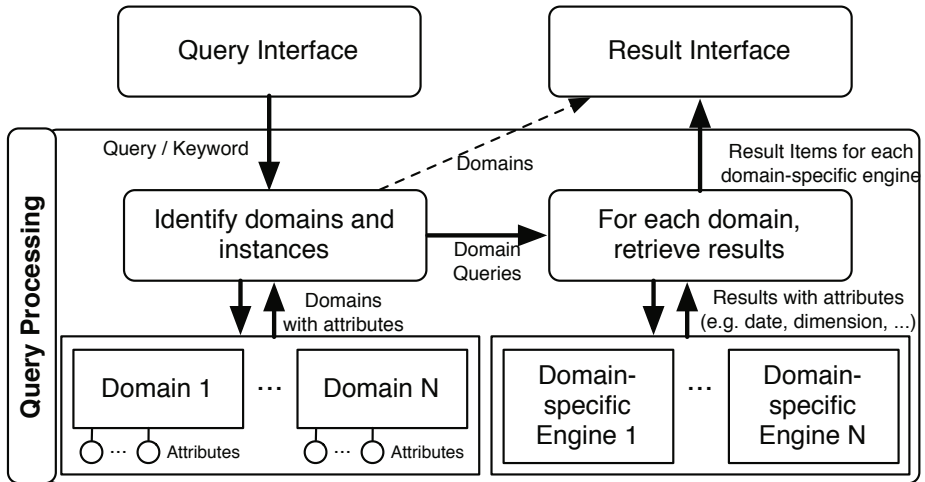 Query Interface
Result Interface
Query / Keyword
Domains
Result Items for each
domain-specific engine
Query Processing
Identify domains and
instances
Domain
Queries
For each domain,
retrieve results
Domains
with attributes
Results with attributes
(e.g. date, dimension, ...)
Domain 1
...
Domain N
... Attributes
... Attributes
Domain-
specific
Engine 1
...
Domain-
specific
Engine N